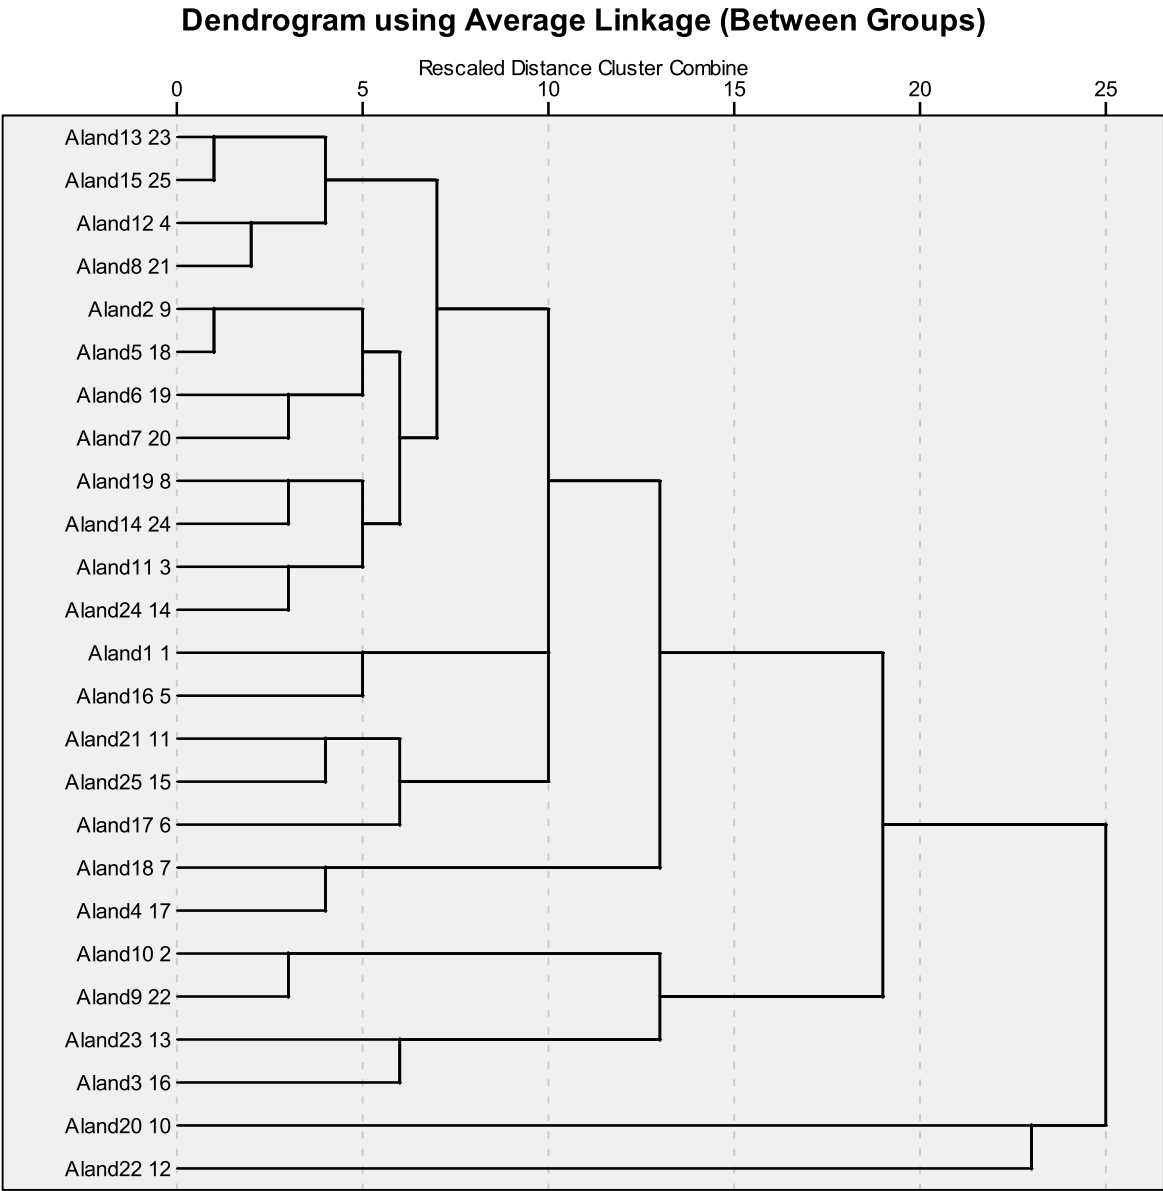 Dendrogram using Average Linkage (Between Groups)
Rescaled Distance Cluster Combine
0 5 10 15 20 25
Aland13 23
Aland15 25
Aland12 4
Aland8 21
Aland2 9
Aland5 18
Aland6 19
Aland7 20
Aland19 8
Aland14 24
Aland11 3
Aland24 14
Aland1 1
Aland16 5
Aland21 11
Aland25 15
Aland17 6
Aland18 7
Aland4 17
Aland10 2
Aland9 22
Aland23 13
Aland3 16
Aland20 10
Aland22 12